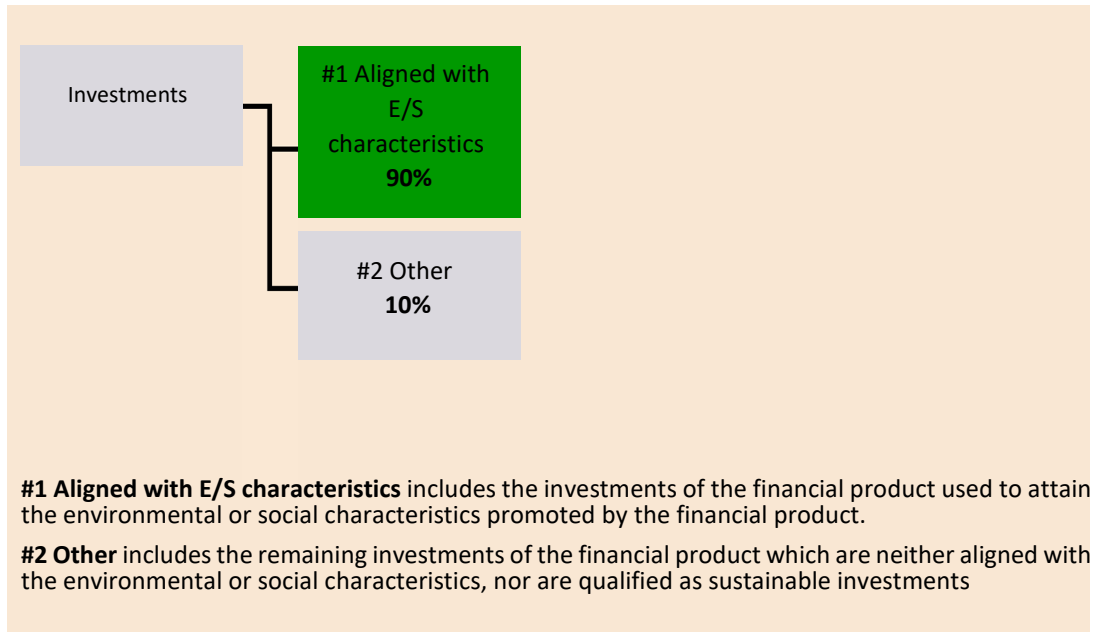 Investments
#1 Aligned with
E/S
characteristics
90%
#2 Other
10%
#1 Aligned with E/S characteristics includes the investments of the financial product used to attain
the environmental or social characteristics promoted by the financial product.
#2 Other includes the remaining investments of the financial product which are neither aligned with
the environmental or social characteristics, nor are qualified as sustainable investments